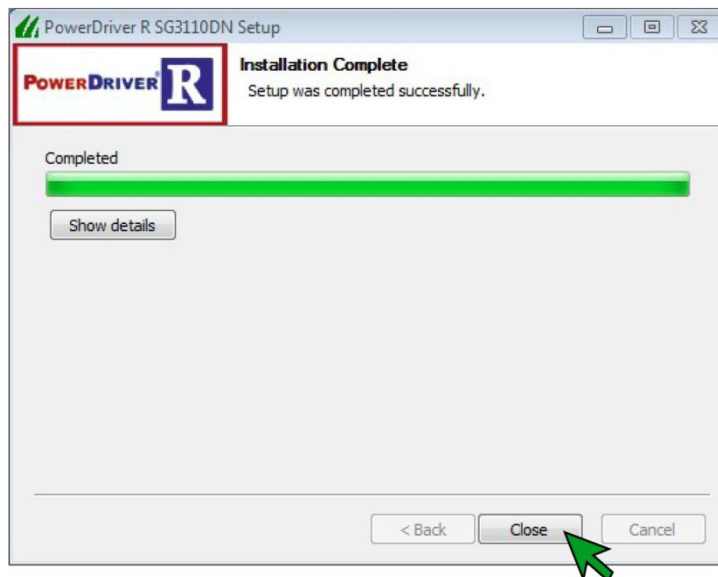 PowerDriver R SG3110DN Setup
POWERDRIVER® R
Installation Complete
Setup was completed successfully.
Completed
Show details
< Back
Close
Cancel